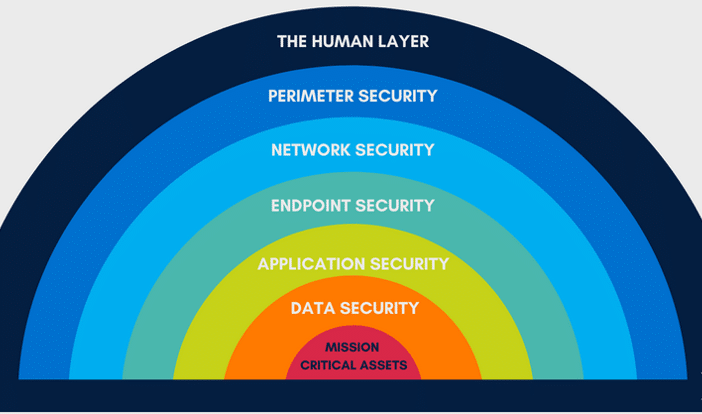 THE HUMAN LAYER
PERIMETER SECURITY
NETWORK SECURITY
ENDPOINT SECURITY
APPLICATION SECURITY
DATA SECURITY
MISSION
CRITICAL ASSETS